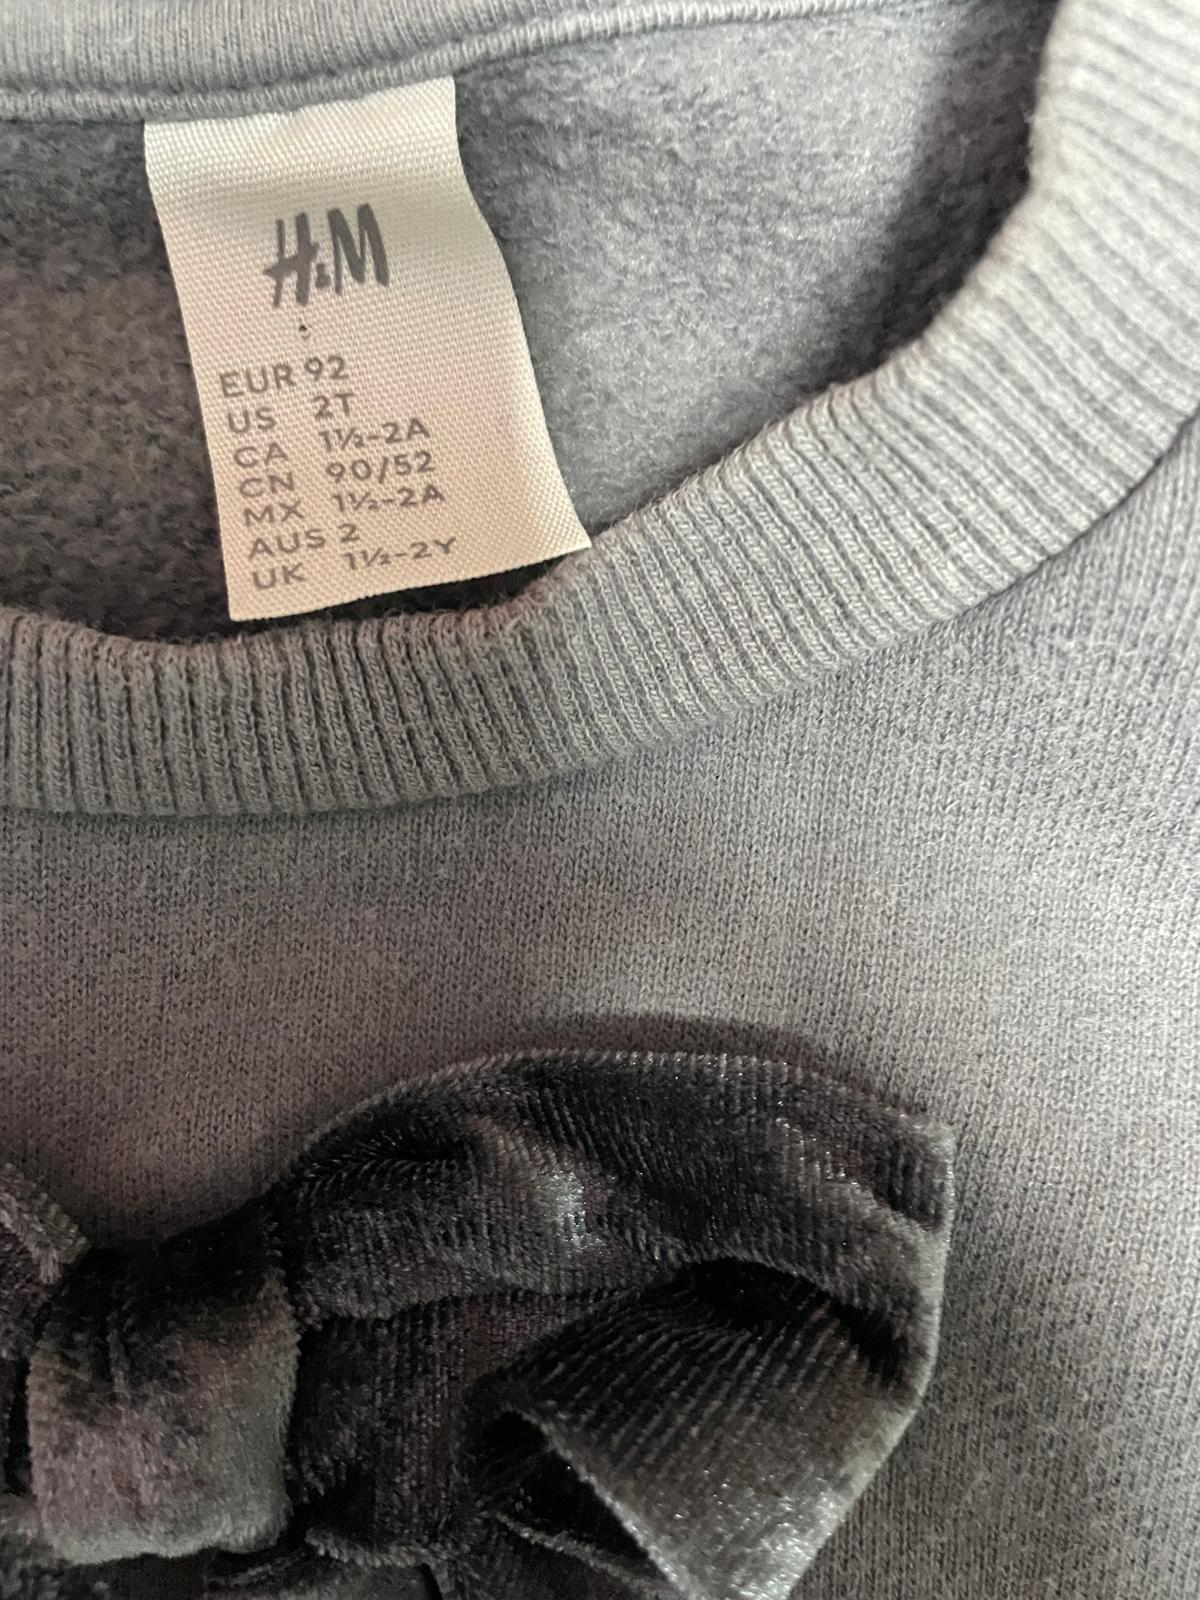 H&M
EUR 92
US 2T
CA 1½-2A
CN 90/52
MX 1½-2A
AUS 2
UK 1½-2Y